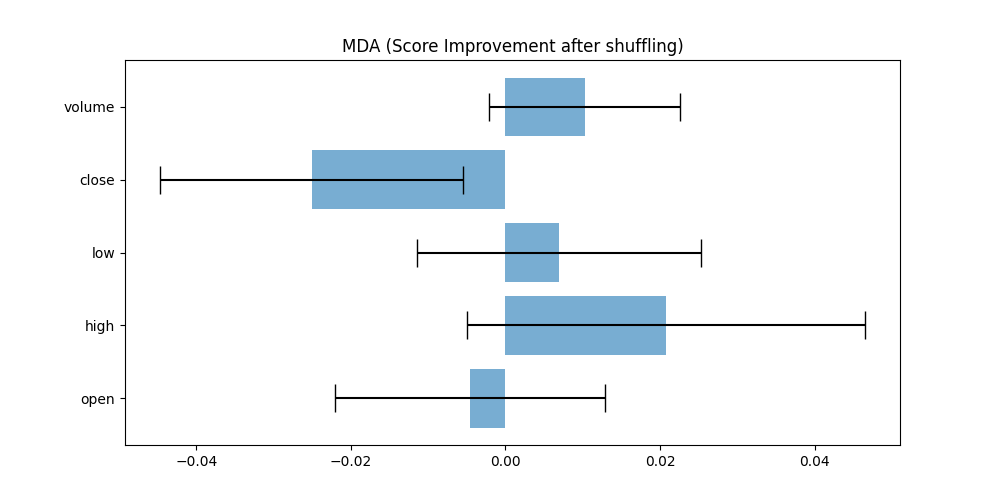 MDA (Score Improvement after shuffling)
volume
close
low
high
open
−0.04 −0.02 0.00 0.02 0.04